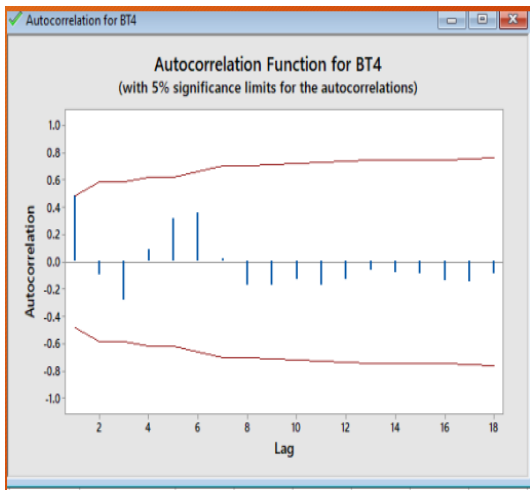 Autocorrelation for BT4
Autocorrelation Function for BT4
(with 5% significance limits for the autocorrelations)
1.0
0.8
0.6
0.4
0.2
0.0
-0.2
-0.4
-0.6
-0.8
-1.0
Autocorrelation
2 4 6 8 10 12 14 16 18
Lag